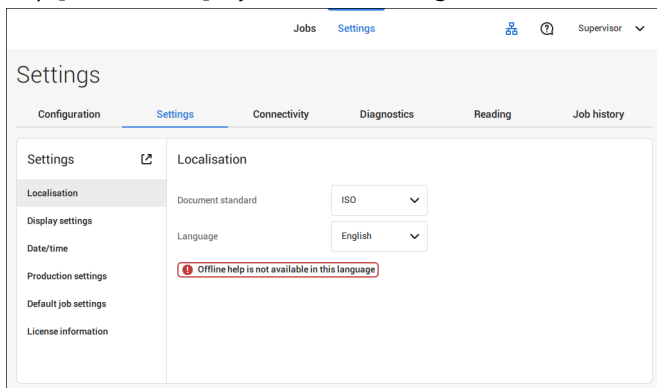 Jobs Settings Supervisor
Settings
Configuration Settings Connectivity Diagnostics Reading Job history
Settings
Localisation
Display settings
Date/time
Production settings
Default job settings
License information
Localisation
Document standard ISO
Language English
Offline help is not available in this language